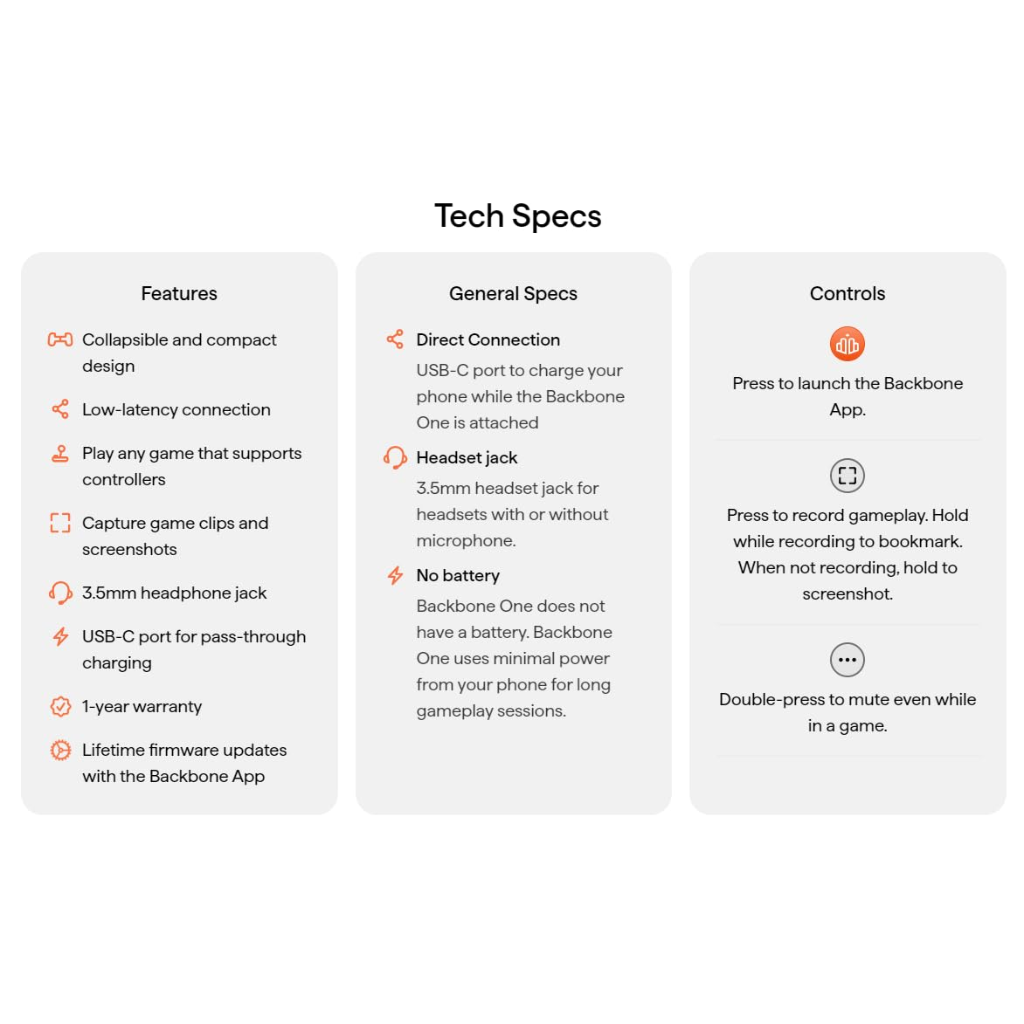 Tech Specs
Features
Collapsible and compact
design
Low-latency connection
Play any game that supports
controllers
Capture game clips and
screenshots
3.5mm headphone jack
USB-C port for pass-through
charging
1-year warranty
Lifetime firmware updates
with the Backbone App
General Specs
Direct Connection
USB-C port to charge your
phone while the Backbone
One is attached
Headset jack
3.5mm headset jack for
headsets with or without
microphone.
No battery
Backbone One does not
have a battery. Backbone
One uses minimal power
from your phone for long
gameplay sessions.
Controls
Press to launch the Backbone
App.
Press to record gameplay. Hold
while recording to bookmark.
When not recording, hold to
screenshot.
Double-press to mute even while
in a game.